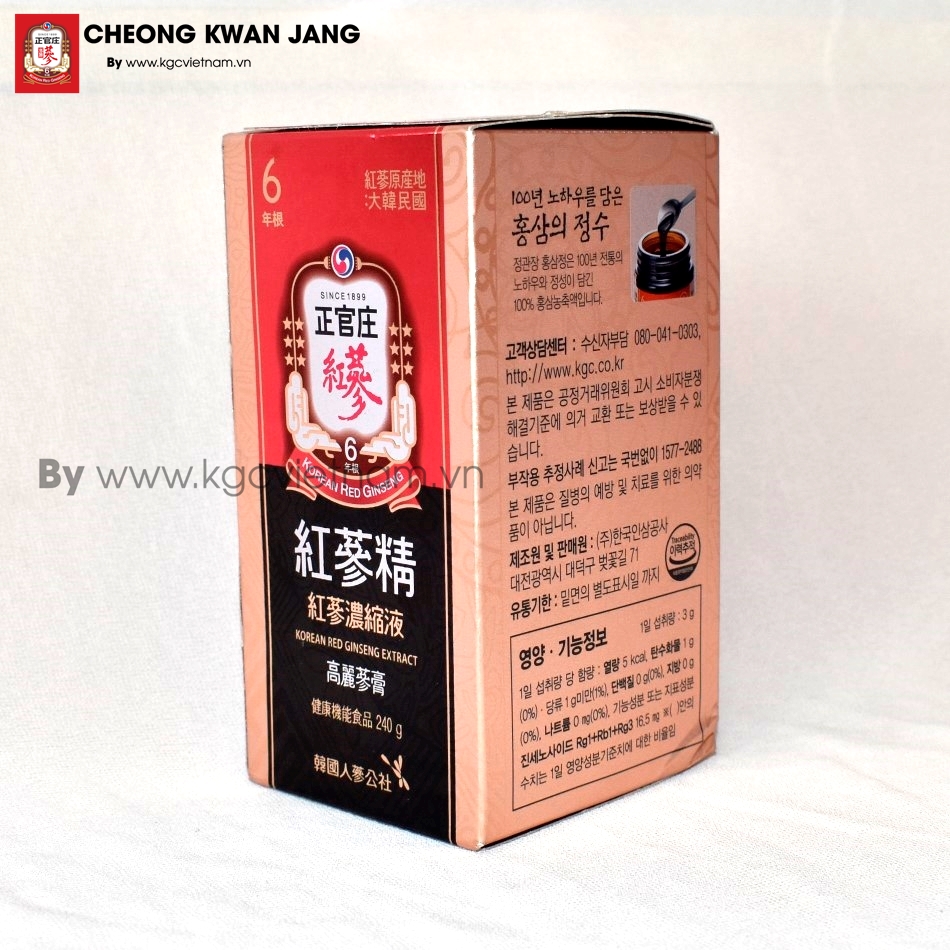 CHEONG KWAN JANG
By www.kgcvietnam.vn
正官庄
6
年根
紅蔘原産地
:大韓民國
SINCE 1899
正官庄
紅蔘
6
年根
KOREAN RED GINSENG
紅蔘精
紅蔘濃縮液
KOREAN RED GINSENG EXTRACT
高麗蔘膏
健康機能食品 240 g
韓國人蔘公社
By www.kgcvietnam.vn
100년 노하우를 담은
홍삼의 정수
정관장 홍삼정은 100년 전통의
노하우와 정성이 담긴
100% 홍삼농축액입니다.
고객상담센터 : 수신자부담 080-041-0303,
http://www.kgc.co.kr
본 제품은 공정거래위원회 고시 소비자분쟁
해결기준에 의거 교환 또는 보상받을 수 있
습니다.
부작용 추정사례 신고는 국번없이 1577-2488
본 제품은 질병의 예방 및 치료를 위한 의약
품이 아닙니다.
제조원 및 판매원 : (주)한국인삼공사
대전광역시 대덕구 벚꽃길 71
유통기한 : 밑면의 별도표시일 까지
Traceability
이력추적
영양 · 기능정보
1일 섭취량 : 3 g
1일 섭취량 당 함량 : 열량 5 kcal, 탄수화물 1 g
(0%) · 당류 1 g미만(1%), 단백질 0 g(0%), 지방 0 g
(0%), 나트륨 0 mg(0%), 기능성분 또는 지표성분
진세노사이드 Rg1+Rb1+Rg3 16.5 mg ※( )안의
수치는 1일 영양성분기준치에 대한 비율임